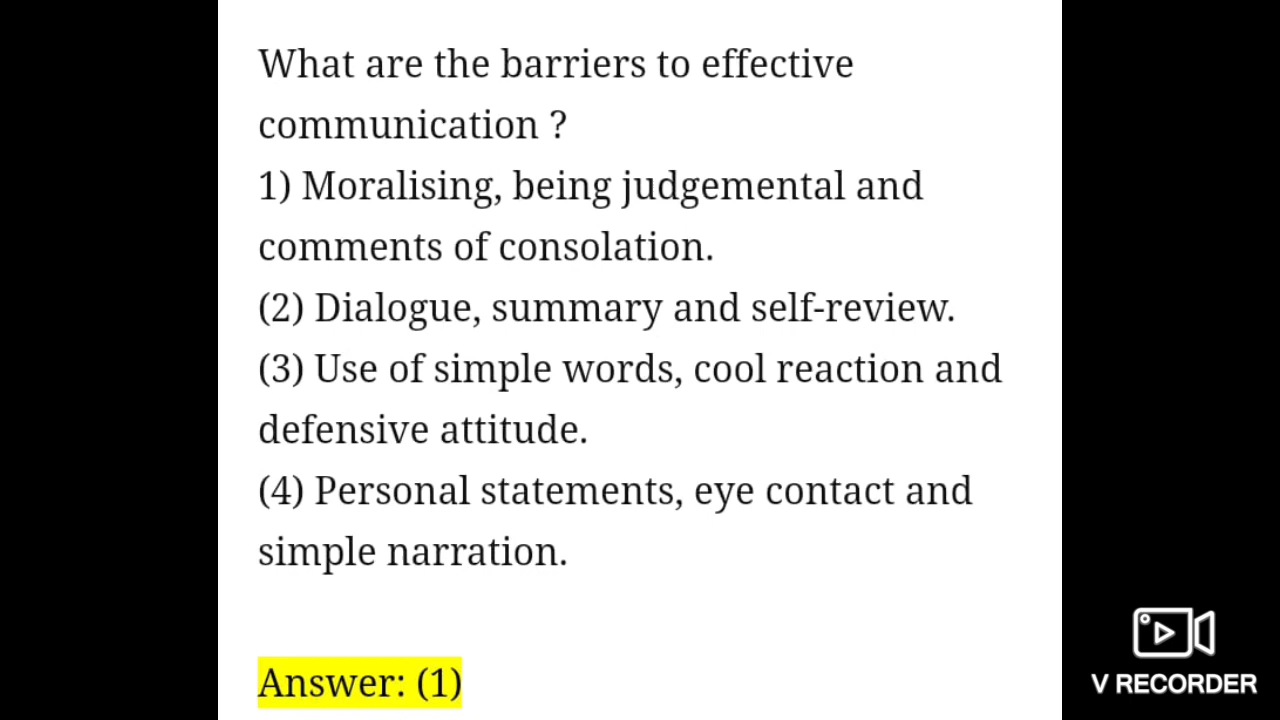 What are the barriers to effective
communication ?
1) Moralising, being judgemental and
comments of consolation.
(2) Dialogue, summary and self-review.
(3) Use of simple words, cool reaction and
defensive attitude.
(4) Personal statements, eye contact and
simple narration.
Answer: (1)
V RECORDER